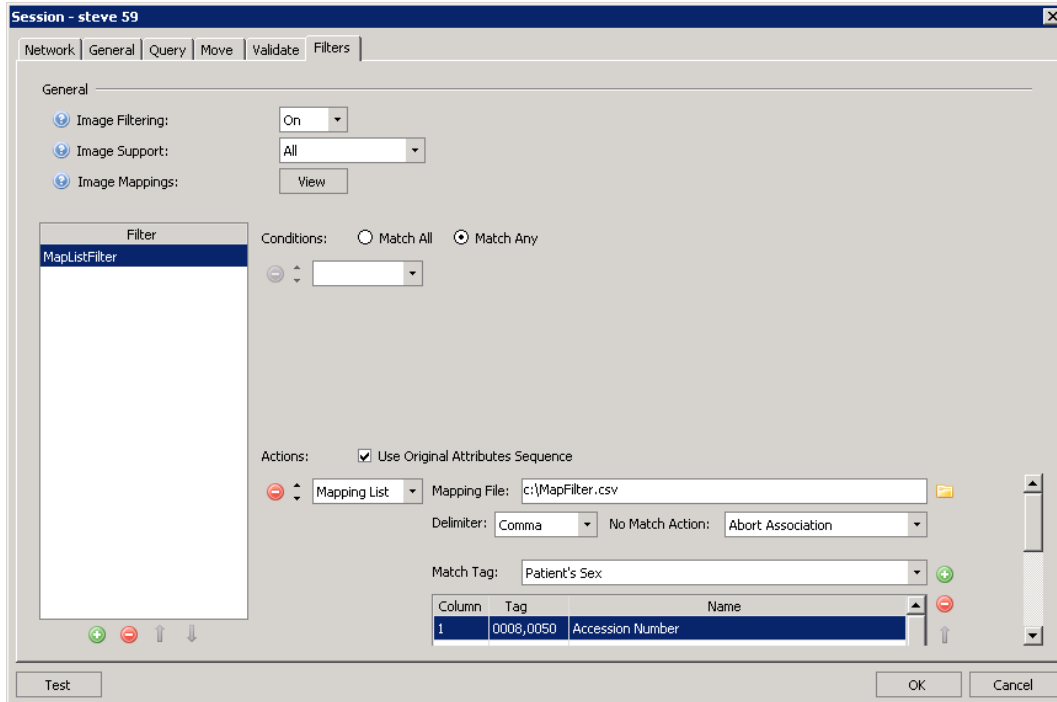 Session - steve 59
Network General Query Move Validate Filters
General
Image Filtering: On
Image Support: All
Image Mappings: View
Filter
MapListFilter
Conditions: Match All Match Any
Actions: Use Original Attributes Sequence
Mapping List Mapping File: c:\MapFilter.csv
Delimiter: Comma No Match Action: Abort Association
Match Tag: Patient's Sex
Column Tag Name
1 0008,0050 Accession Number
Test OK Cancel